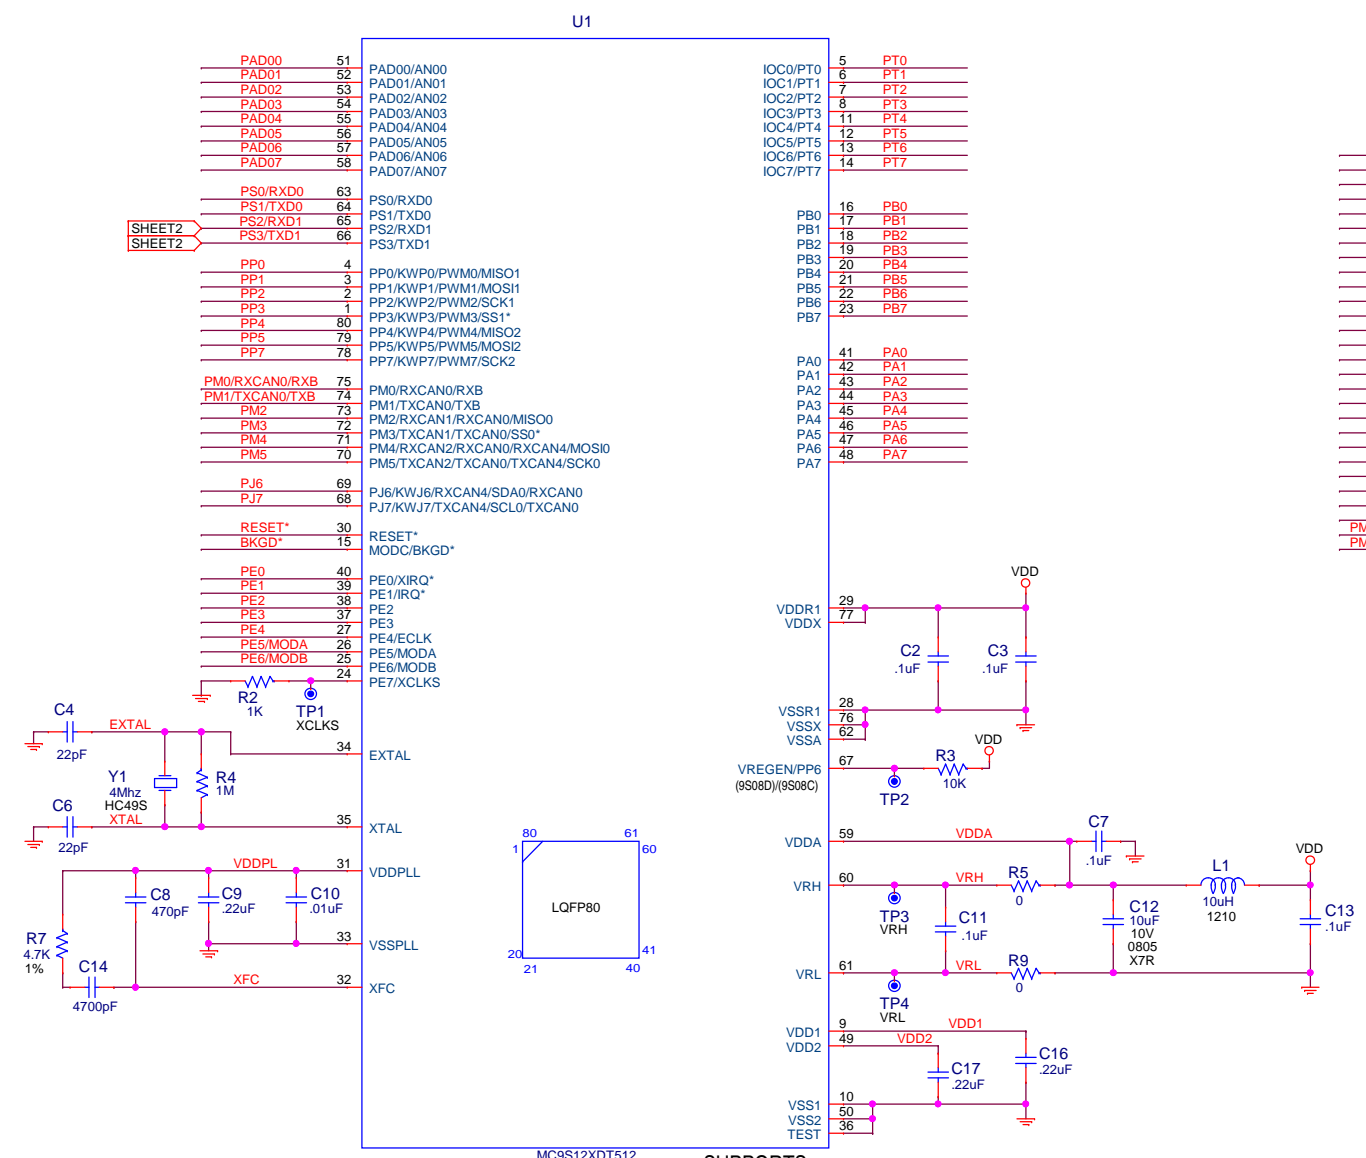 U1
PAD00 51 PAD00/AN00
PAD01 52 PAD01/AN01
PAD02 53 PAD02/AN02
PAD03 54 PAD03/AN03
PAD04 55 PAD04/AN04
PAD05 56 PAD05/AN05
PAD06 57 PAD06/AN06
PAD07 58 PAD07/AN07
PS0/RXD0 63 PS0/RXD0
PS1/TXD0 64 PS1/TXD0
SHEET2 PS2/RXD1 65 PS2/RXD1
SHEET2 PS3/TXD1 66 PS3/TXD1
PP0 4 PP0/KWP0/PWM0/MISO1
PP1 3 PP1/KWP1/PWM1/MOSI1
PP2 2 PP2/KWP2/PWM2/SCK1
PP3 1 PP3/KWP3/PWM3/SS1*
PP4 80 PP4/KWP4/PWM4/MISO2
PP5 79 PP5/KWP5/PWM5/MOSI2
PP7 78 PP7/KWP7/PWM7/SCK2
PM0/RXCAN0/RXB 75 PM0/RXCAN0/RXB
PM1/TXCAN0/TXB 74 PM1/TXCAN0/TXB
PM2 73 PM2/RXCAN1/RXCAN0/MISO0
PM3 72 PM3/TXCAN1/TXCAN0/SS0*
PM4 71 PM4/RXCAN2/RXCAN0/RXCAN4/MOSI0
PM5 70 PM5/TXCAN2/TXCAN0/TXCAN4/SCK0
PJ6 69 PJ6/KWJ6/RXCAN4/SDA0/RXCAN0
PJ7 68 PJ7/KWJ7/TXCAN4/SCL0/TXCAN0
RESET* 30 RESET*
BKGD* 15 MODC/BKGD*
PE0 40 PE0/XIRQ*
PE1 39 PE1/IRQ*
PE2 38 PE2
PE3 37 PE3
PE4 27 PE4/ECLK
PE5/MODA 26 PE5/MODA
PE6/MODB 25 PE6/MODB
24 PE7/XCLKS
R2
1K
TP1
XCLKS
C4
22pF
EXTAL 34 EXTAL
Y1
4Mhz
HC49S
R4
1M
C6
22pF
XTAL 35 XTAL
VDDPL 31 VDDPLL
C8
470pF
C9
.22uF
C10
.01uF
33 VSSPLL
R7
4.7K
1%
C14
4700pF
XFC 32 XFC
80 61
1 60
LQFP80
20 41
21 40
IOC0/PT0 5 PT0
IOC1/PT1 6 PT1
IOC2/PT2 7 PT2
IOC3/PT3 8 PT3
IOC4/PT4 11 PT4
IOC5/PT5 12 PT5
IOC6/PT6 13 PT6
IOC7/PT7 14 PT7
PB0 16 PB0
PB1 17 PB1
PB2 18 PB2
PB3 19 PB3
PB4 20 PB4
PB5 21 PB5
PB6 22 PB6
PB7 23 PB7
PA0 41 PA0
PA1 42 PA1
PA2 43 PA2
PA3 44 PA3
PA4 45 PA4
PA5 46 PA5
PA6 47 PA6
PA7 48 PA7
PM
PM
VDD
VDDR1 29
VDDX 77
C2
.1uF
C3
.1uF
VSSR1 28
VSSX 76
VSSA 62
VREGEN/PP6 67
(9S08D)/(9S08C)
TP2
R3
10K
VDD
VDDA 59 VDDA
C7
.1uF
VRH 60 VRH
TP3
VRH
R5
0
L1
10uH
1210
VDD
C11
.1uF
C12
10uF
10V
0805
X7R
C13
.1uF
VRL 61 VRL
TP4
VRL
R9
0
VDD1 9 VDD1
VDD2 49 VDD2
C17
.22uF
C16
.22uF
VSS1 10
VSS2 50
TEST 36
MC9S12XDT512
SUPPORTS